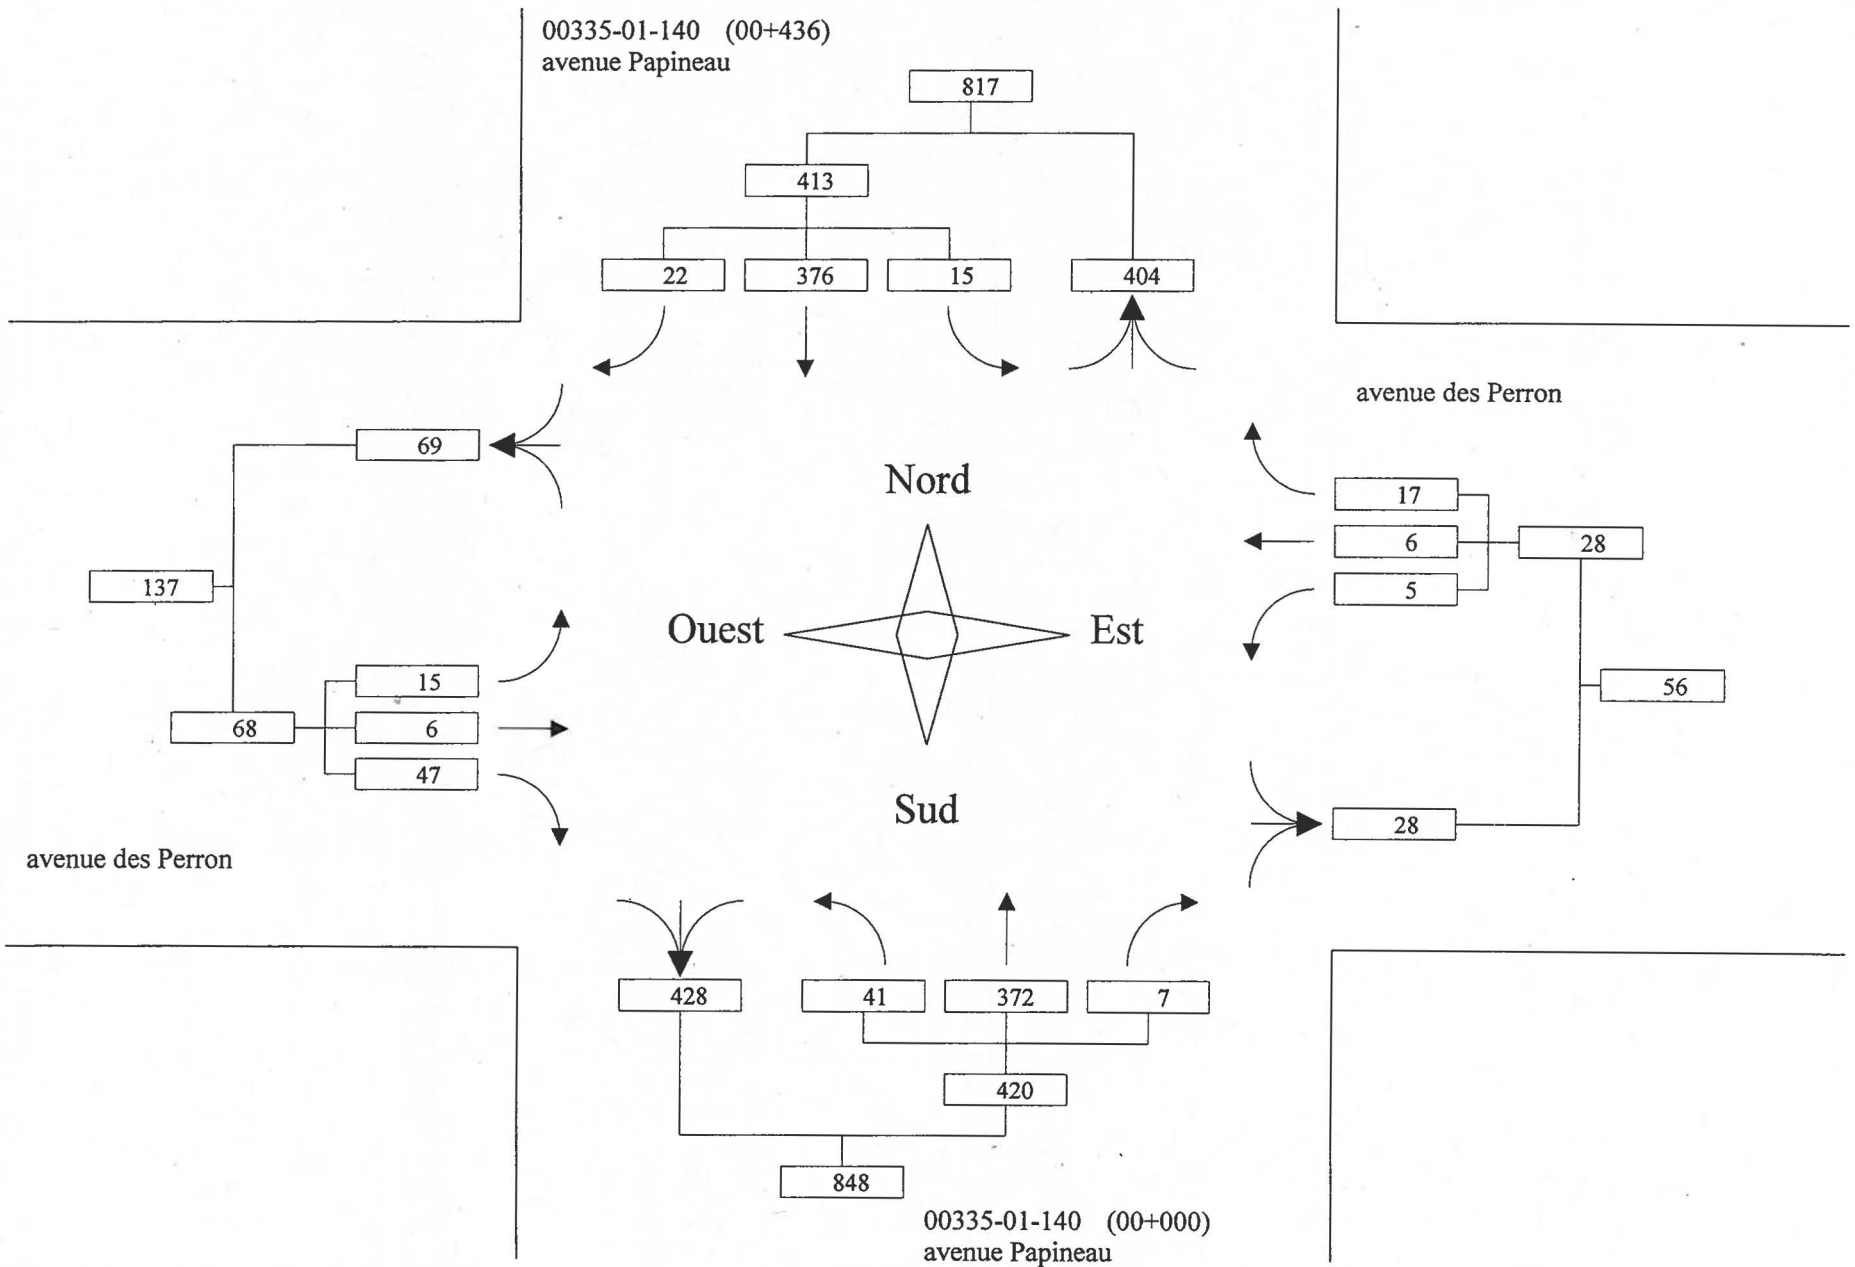 00335-01-140 (00+436)
avenue Papineau
817
413
22 376 15 404
avenue des Perron
69
Nord
17
6 28
5
137
Ouest Est
15
68 6
47
56
Sud
28
avenue des Perron
428 41 372 7
420
848
00335-01-140 (00+000)
avenue Papineau